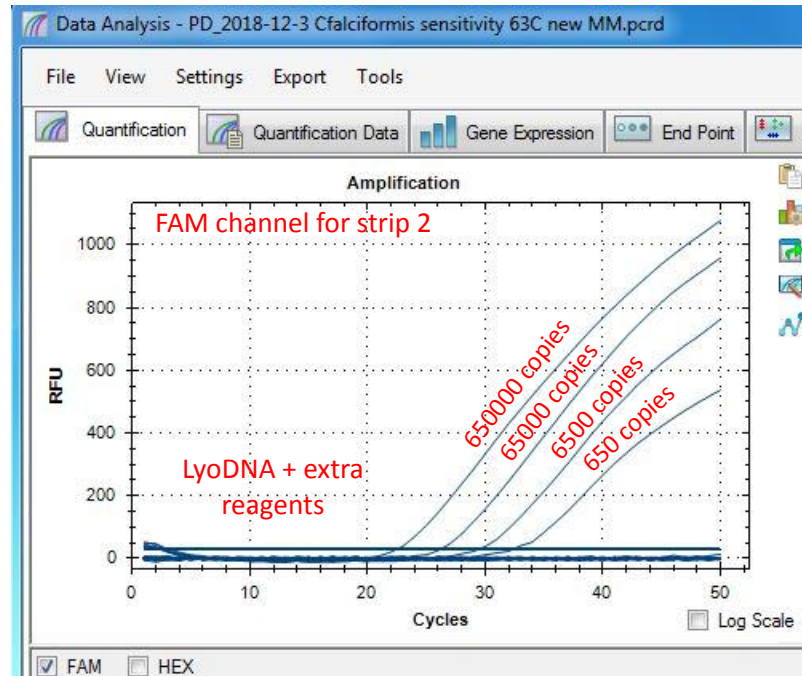 Data Analysis - PD_2018-12-3 Cfalciformis sensitivity 63C new MM.pcrd
File View Settings Export Tools
Quantification Quantification Data Gene Expression End Point
Amplification
FAM channel for strip 2
1000
800
600
400
200
0
RFU
650000 copies
65000 copies
6500 copies
650 copies
LyoDNA + extra
reagents
0 10 20 30 40 50
Cycles
Log Scale
FAM HEX